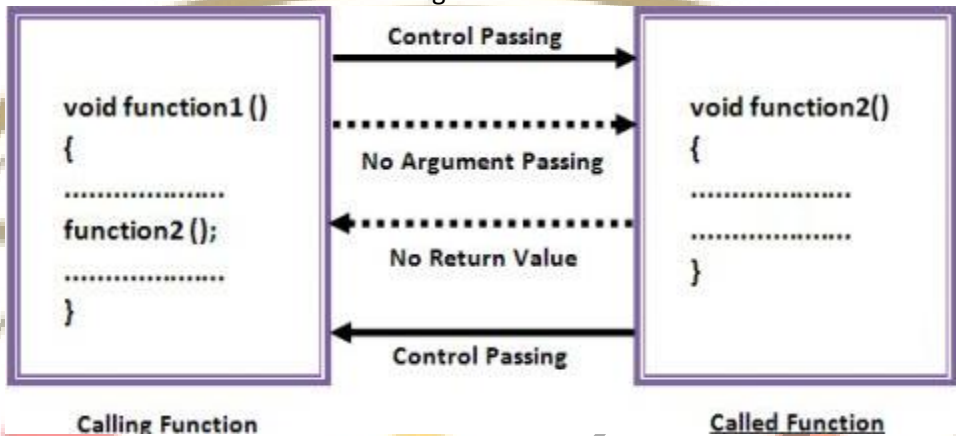 Control Passing
void function1 ()
{
....................
function2 ();
....................
}
No Argument Passing
No Return Value
Control Passing
void function2()
{
....................
....................
}
Calling Function
Called Function